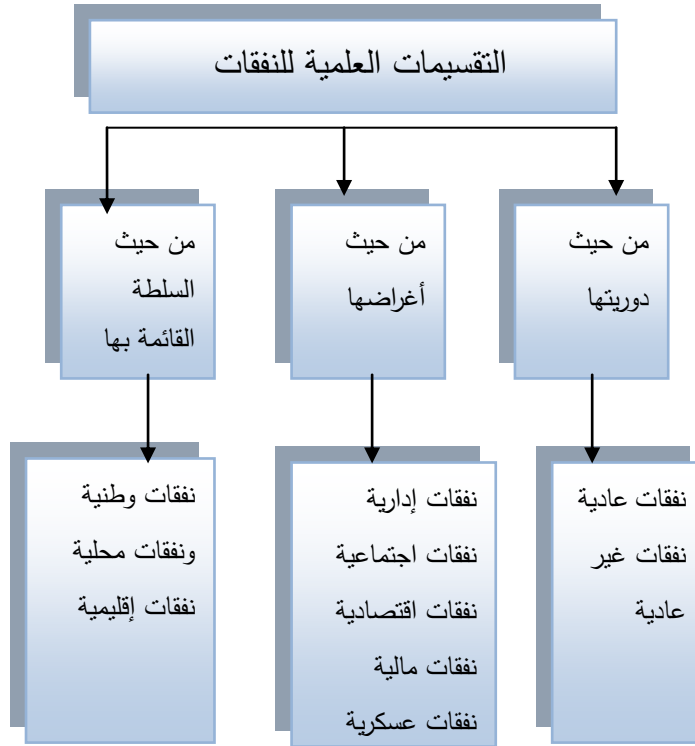 التقسيمات العلمية للنفقات
من حيث
دوريتها
من حيث
أغراضها
من حيث
السلطة
القائمة بها
نفقات عادية
نفقات غير
عادية
نفقات إدارية
نفقات اجتماعية
نفقات اقتصادية
نفقات مالية
نفقات عسكرية
نفقات وطنية
ونفقات محلية
نفقات إقليمية